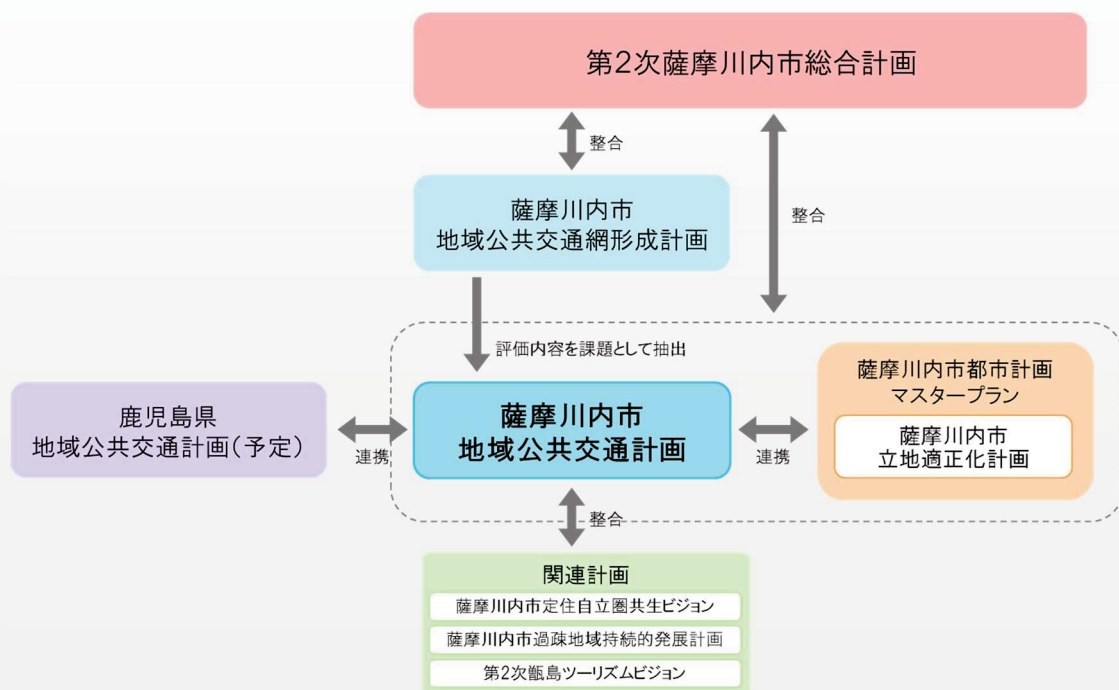 第2次薩摩川内市総合計画
整合
薩摩川内市
地域公共交通網形成計画
整合
評価内容を課題として抽出
鹿児島県
地域公共交通計画(予定)
連携
薩摩川内市
地域公共交通計画
連携
薩摩川内市都市計画
マスタープラン
薩摩川内市
立地適正化計画
整合
関連計画
薩摩川内市定住自立圏共生ビジョン
薩摩川内市過疎地域持続的発展計画
第2次甑島ツーリズムビジョン